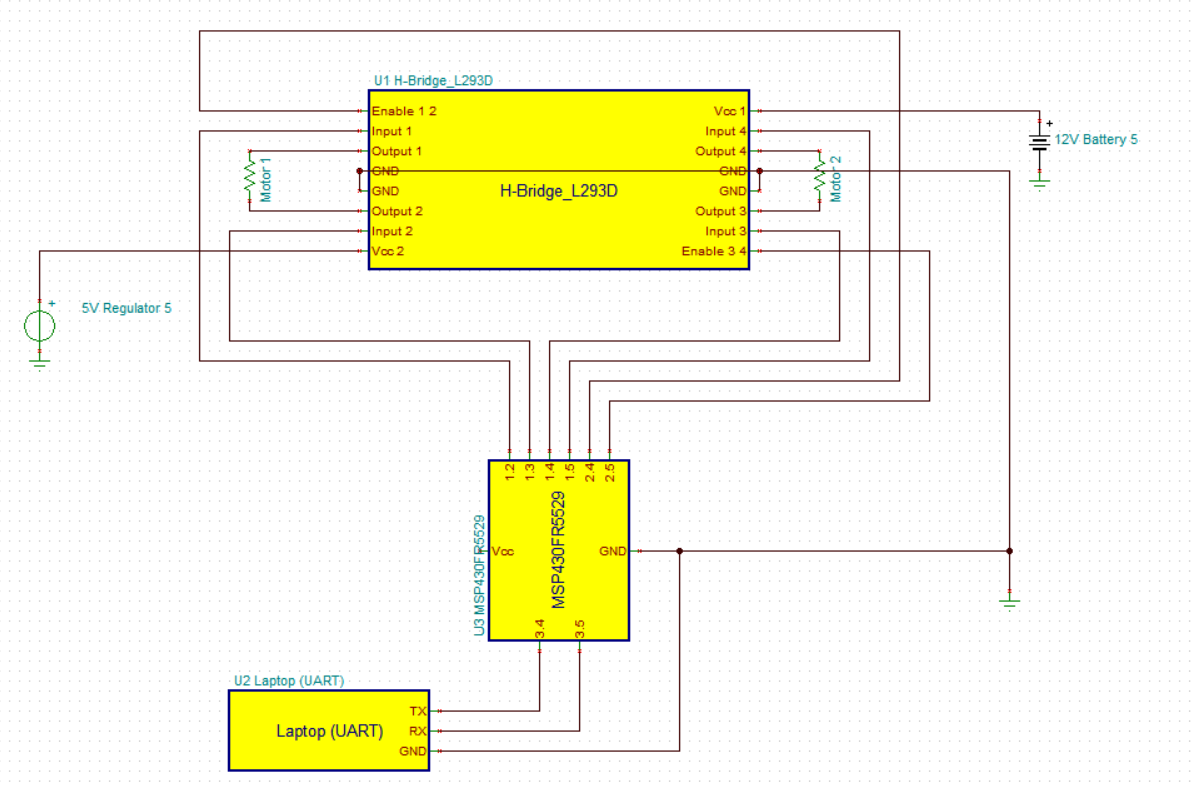 U1 H-Bridge_L293D
Enable 1 2
Input 1
Output 1
GND
GND
Output 2
Input 2
Vcc 2
H-Bridge_L293D
Vcc 1
Input 4
Output 4
GND
GND
Output 3
Input 3
Enable 3 4
Motor 1
Motor 2
+
12V Battery 5
+
5V Regulator 5
1.2
1.3
1.4
1.5
2.4
2.5
U3 MSP430FR5529
Vcc
MSP430FR5529
GND
3.4
3.5
U2 Laptop (UART)
Laptop (UART)
TX
RX
GND